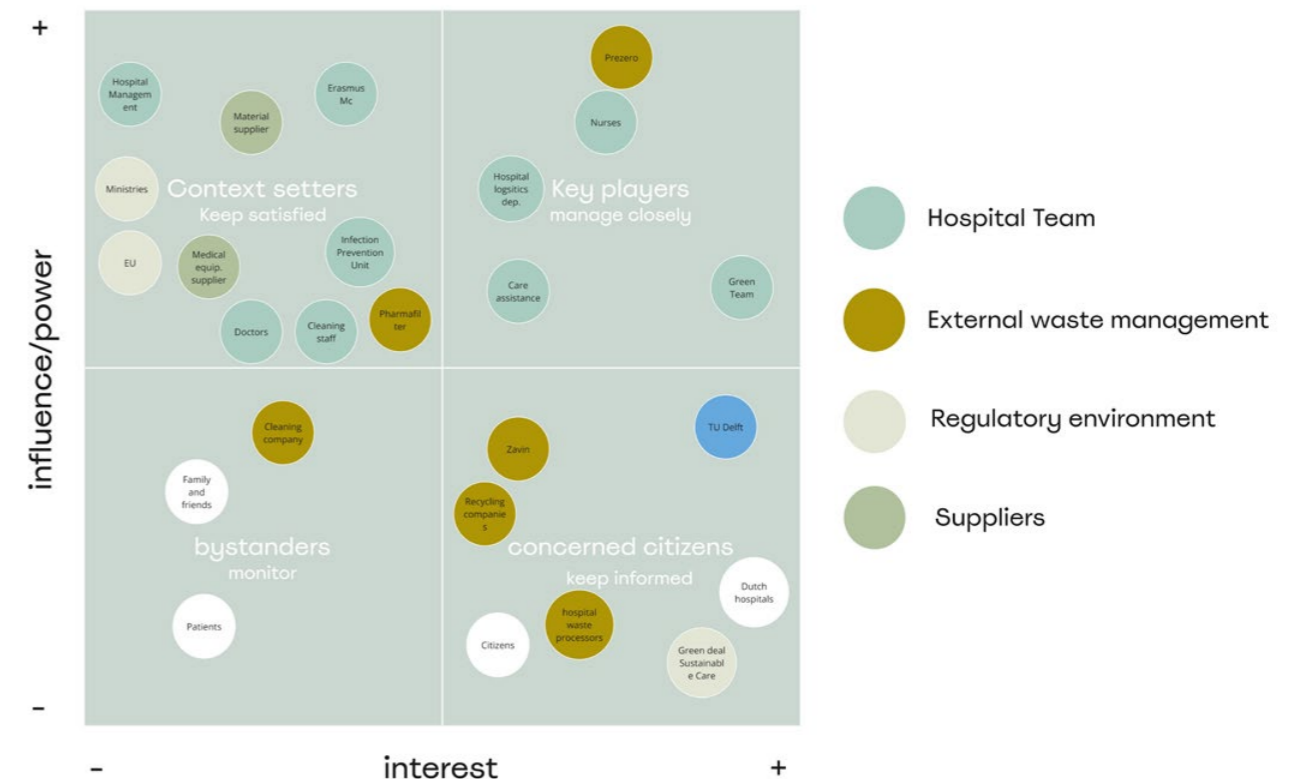 +
influence/power
-
-
interest
+
Hospital
Managem
ent
Material
supplier
Erasmus
Mc
Ministries
Context setters
Keep satisfied
EU
Medical
equip.
supplier
Infection
Prevention
Unit
Doctors
Cleaning
staff
Pharmafil
ter
Prezero
Nurses
Hospital
logsitics
dep.
Key players
manage closely
Care
assistance
Green
Team
Cleaning
company
Family
and
friends
bystanders
monitor
Patients
Zavin
TU Delft
Recycling
companie
s
concerned citizens
keep informed
Dutch
hospitals
hospital
waste
processors
Citizens
Green deal
Sustainabl
e Care
Hospital Team
External waste management
Regulatory environment
Suppliers